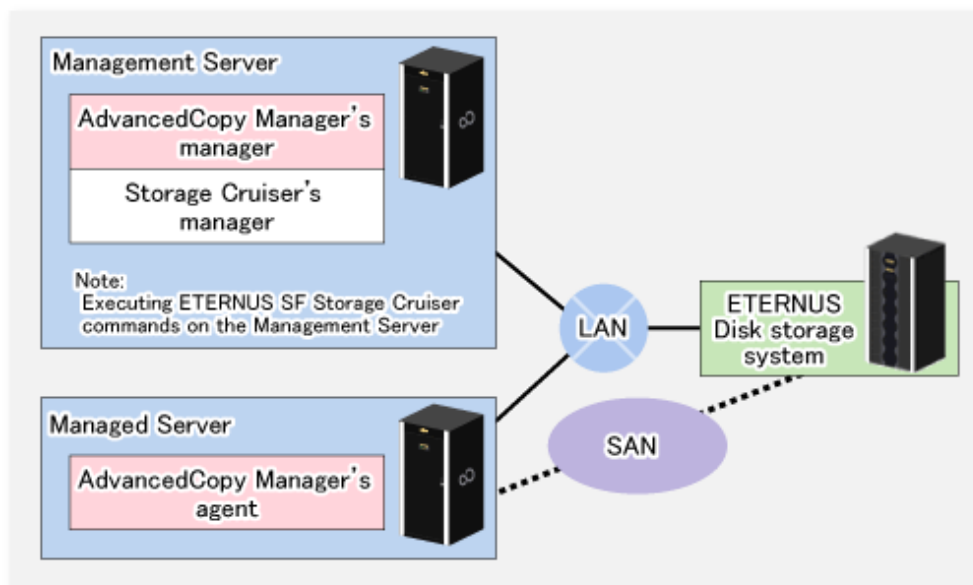 Management Server
AdvancedCopy Manager's
manager
Storage Cruiser's
manager
Note:
Executing ETERNUS SF Storage Cruiser
commands on the Management Server
LAN
ETERNUS
Disk storage
system
Managed Server
AdvancedCopy Manager's
agent
SAN